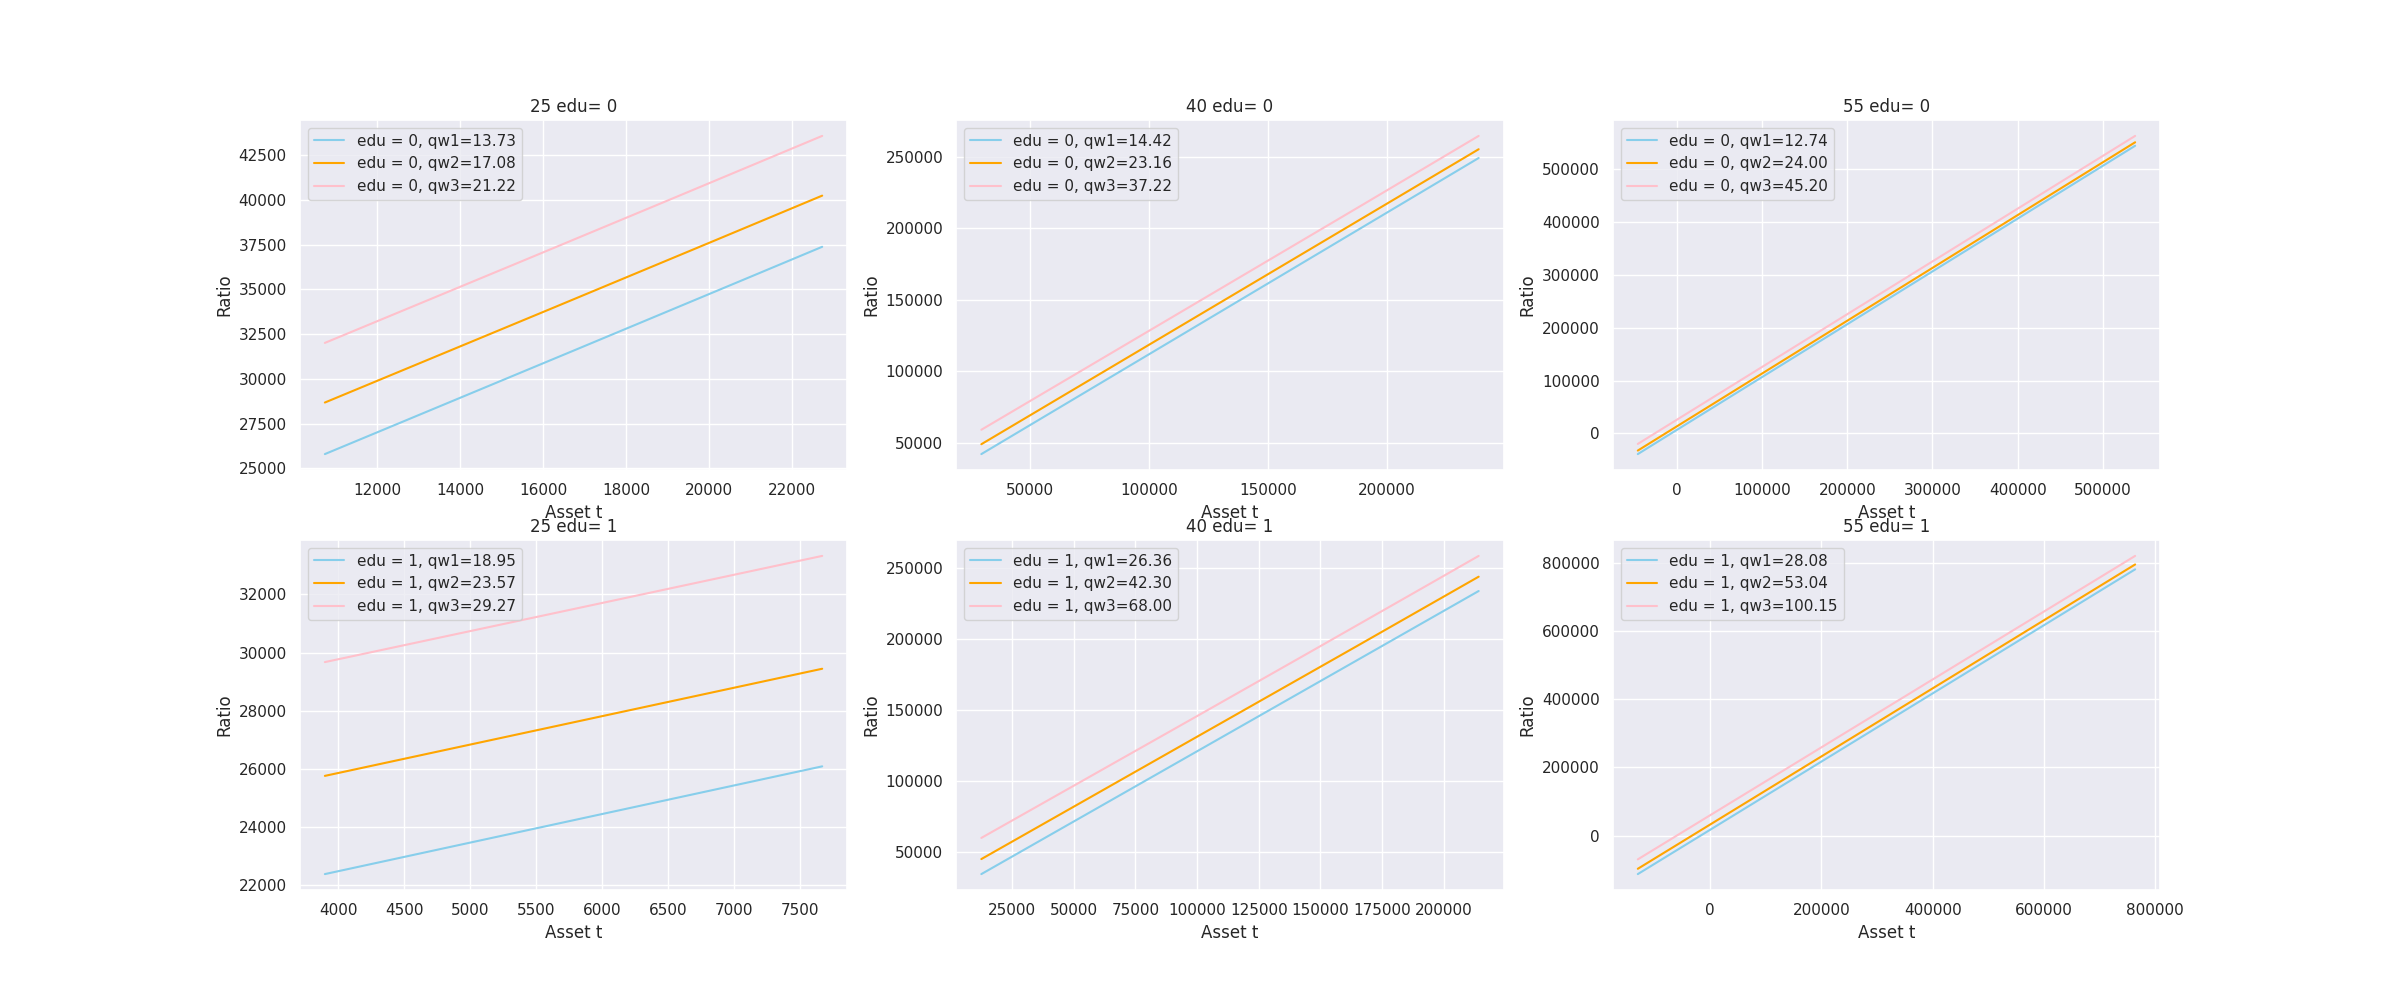 25 edu= 0
edu = 0, qw1=13.73
edu = 0, qw2=17.08
edu = 0, qw3=21.22
Ratio
42500
40000
37500
35000
32500
30000
27500
25000
12000 14000 16000 18000 20000 22000
Asset t
40 edu= 0
edu = 0, qw1=14.42
edu = 0, qw2=23.16
edu = 0, qw3=37.22
Ratio
250000
200000
150000
100000
50000
50000 100000 150000 200000
Asset t
55 edu= 0
edu = 0, qw1=12.74
edu = 0, qw2=24.00
edu = 0, qw3=45.20
Ratio
500000
400000
300000
200000
100000
0
0 100000 200000 300000 400000 500000
Asset t
25 edu= 1
edu = 1, qw1=18.95
edu = 1, qw2=23.57
edu = 1, qw3=29.27
Ratio
32000
30000
28000
26000
24000
22000
4000 4500 5000 5500 6000 6500 7000 7500
Asset t
40 edu= 1
edu = 1, qw1=26.36
edu = 1, qw2=42.30
edu = 1, qw3=68.00
Ratio
250000
200000
150000
100000
50000
25000 50000 75000 100000 125000 150000 175000 200000
Asset t
55 edu= 1
edu = 1, qw1=28.08
edu = 1, qw2=53.04
edu = 1, qw3=100.15
Ratio
800000
600000
400000
200000
0
0 200000 400000 600000 800000
Asset t